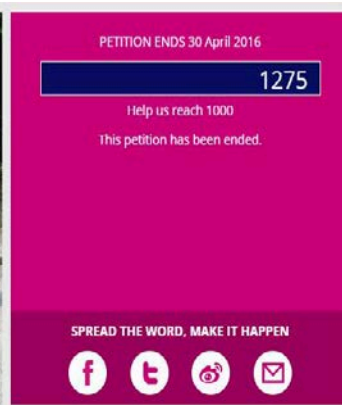 PETITION ENDS 30 April 2016
1275
Help us reach 1000
This petition has been ended.
SPREAD THE WORD, MAKE IT HAPPEN